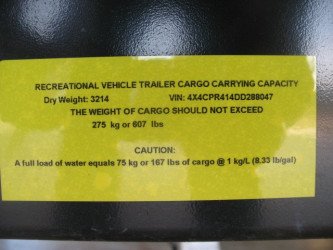 RECREATIONAL VEHICLE TRAILER CARGO CARRYING CAPACITY
Dry Weight: 3214 VIN: 4X4CPR414DD288047
THE WEIGHT OF CARGO SHOULD NOT EXCEED
275 kg or 607 lbs
CAUTION:
A full load of water equals 75 kg or 167 lbs of cargo @ 1 kg/L (8.33 lb/gal)